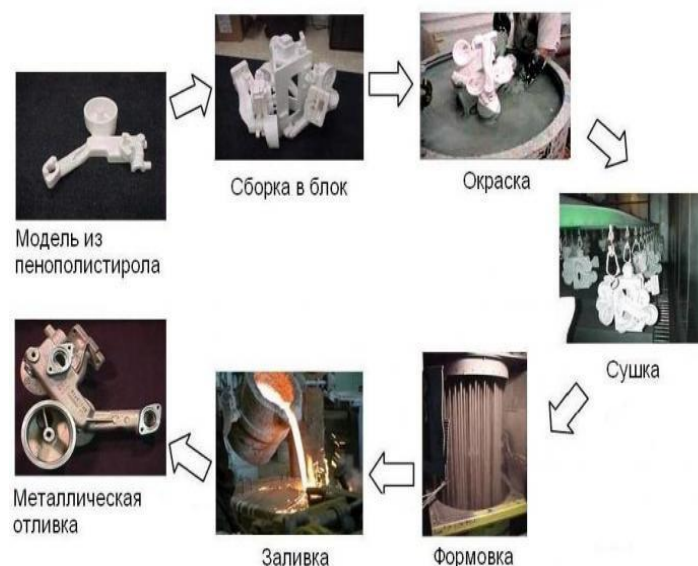 Модель из
пенополистирола
Сборка в блок
Окраска
Сушка
Формовка
Заливка
Металлическая
отливка